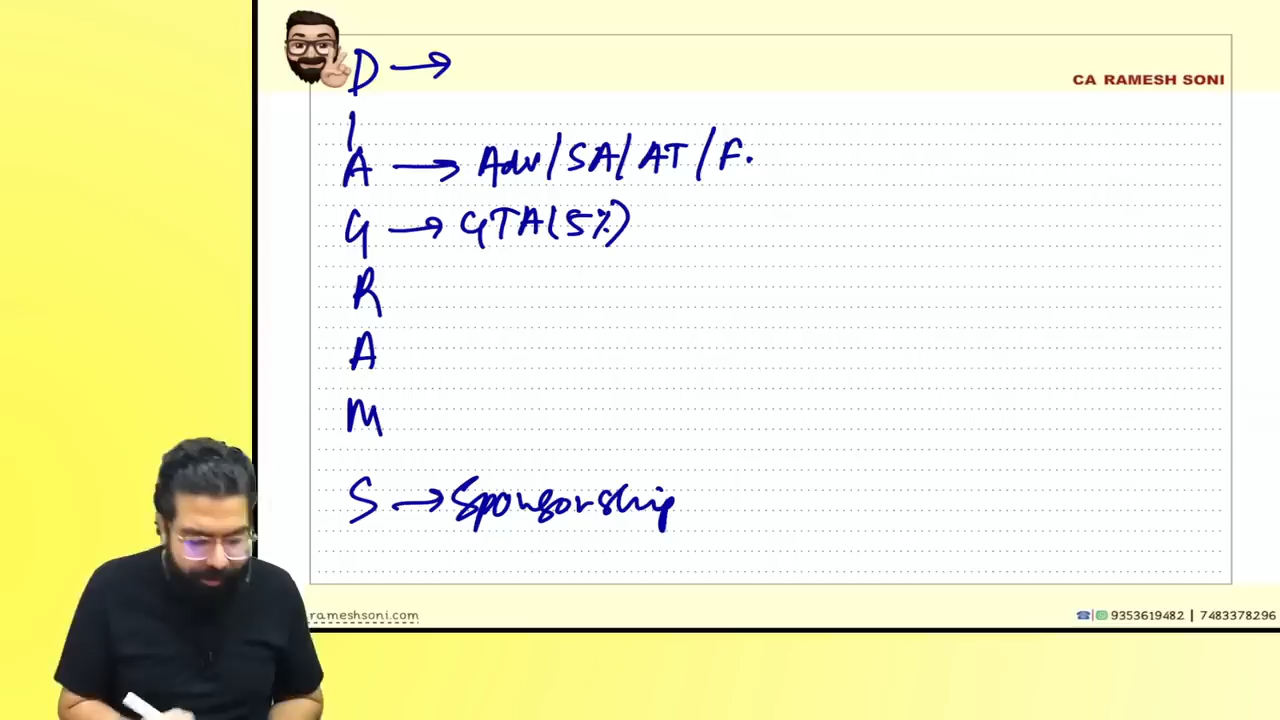 D →
CA RAMESH SONI
I
A → Adv/SA/AT/F.
G → GTA(5%)
R
A
M
S → Sponsorship
rameshsoni.com
9353619482 | 7483378296